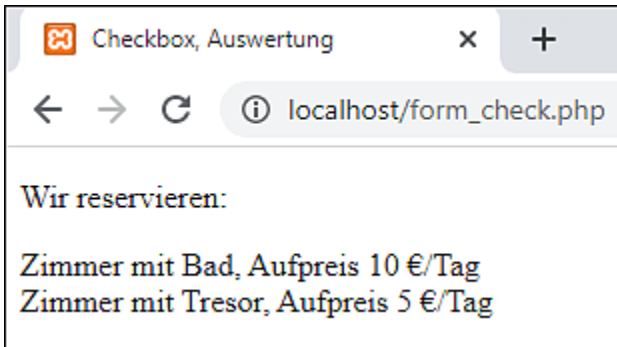 Checkbox, Auswertung
localhost/form_check.php
Wir reservieren:
Zimmer mit Bad, Aufpreis 10 €/Tag
Zimmer mit Tresor, Aufpreis 5 €/Tag